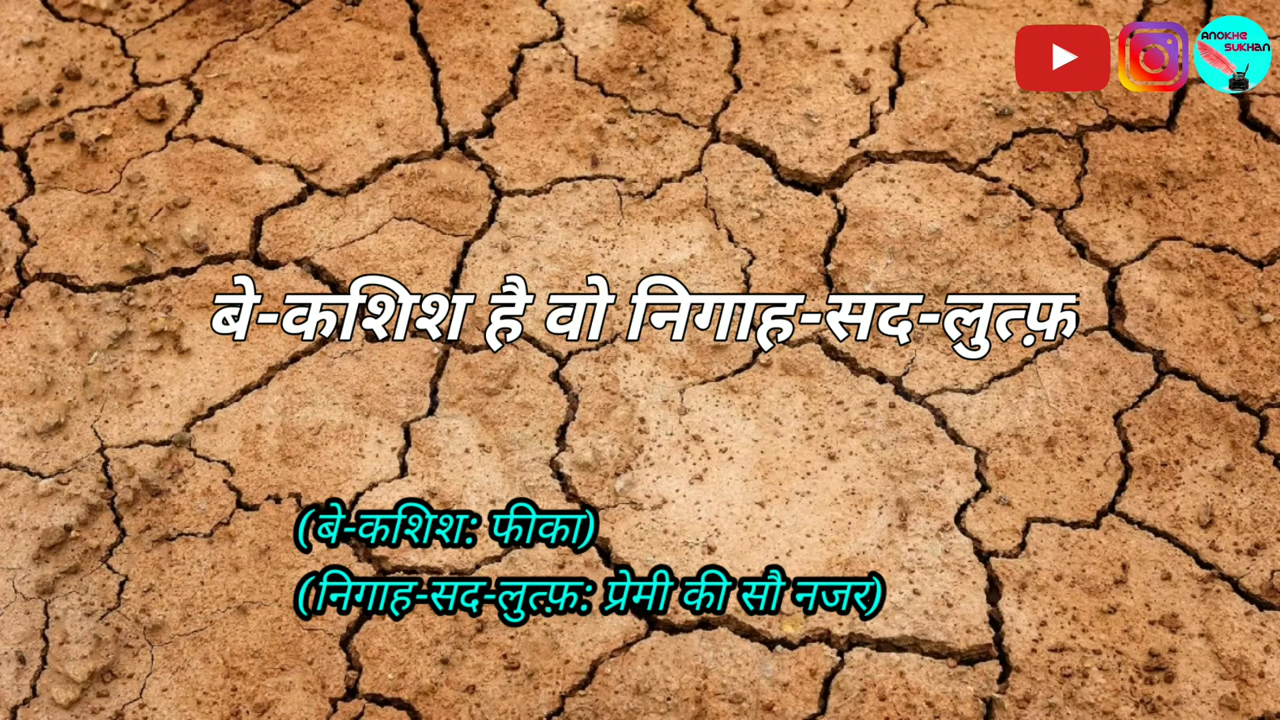 ANOKHE
SUKHAN
बे-कशिश है वो निगाह-सद-लुत्फ़
(बे-कशिश: फीका)
(निगाह-सद-लुत्फ़: प्रेमी की सौ नजर)